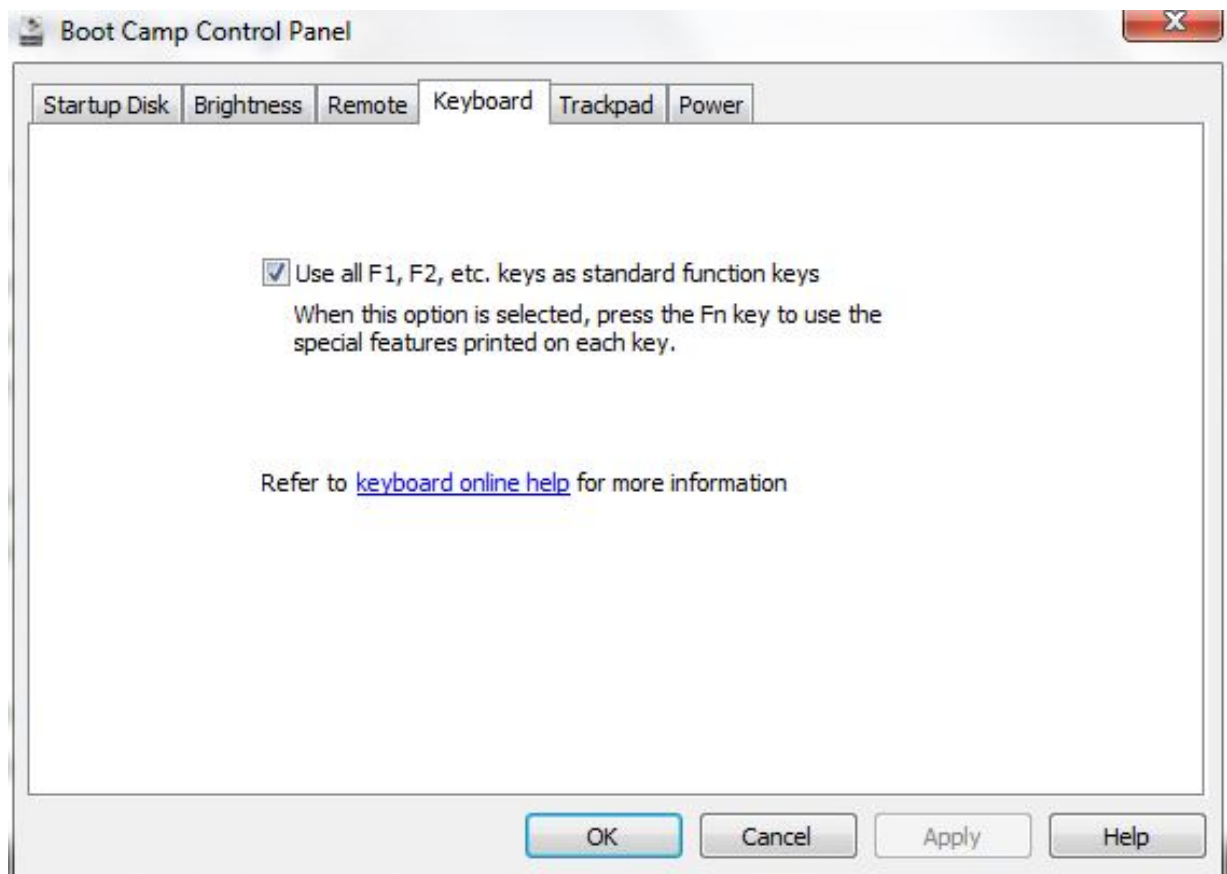 Boot Camp Control Panel
X
Startup Disk Brightness Remote Keyboard Trackpad Power
Use all F1, F2, etc. keys as standard function keys
When this option is selected, press the Fn key to use the
special features printed on each key.
Refer to keyboard online help for more information
OK Cancel Apply Help